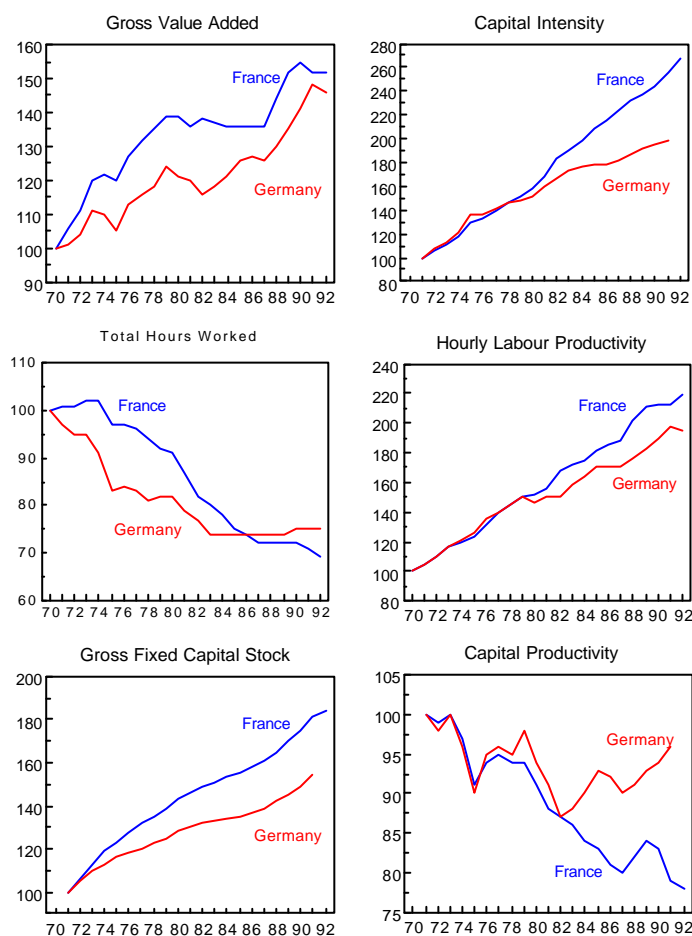 Gross Value Added
160
150
140
130
120
110
100
90
France
Germany
70 72 74 76 78 80 82 84 86 88 90 92
Capital Intensity
280
260
240
220
200
180
160
140
120
100
80
France
Germany
70 72 74 76 78 80 82 84 86 88 90 92
Total Hours Worked
110
100
90
80
70
60
France
Germany
70 72 74 76 78 80 82 84 86 88 90 92
Hourly Labour Productivity
240
220
200
180
160
140
120
100
80
France
Germany
70 72 74 76 78 80 82 84 86 88 90 92
Gross Fixed Capital Stock
200
180
160
140
120
100
France
Germany
70 72 74 76 78 80 82 84 86 88 90 92
Capital Productivity
105
100
95
90
85
80
75
Germany
France
70 72 74 76 78 80 82 84 86 88 90 92